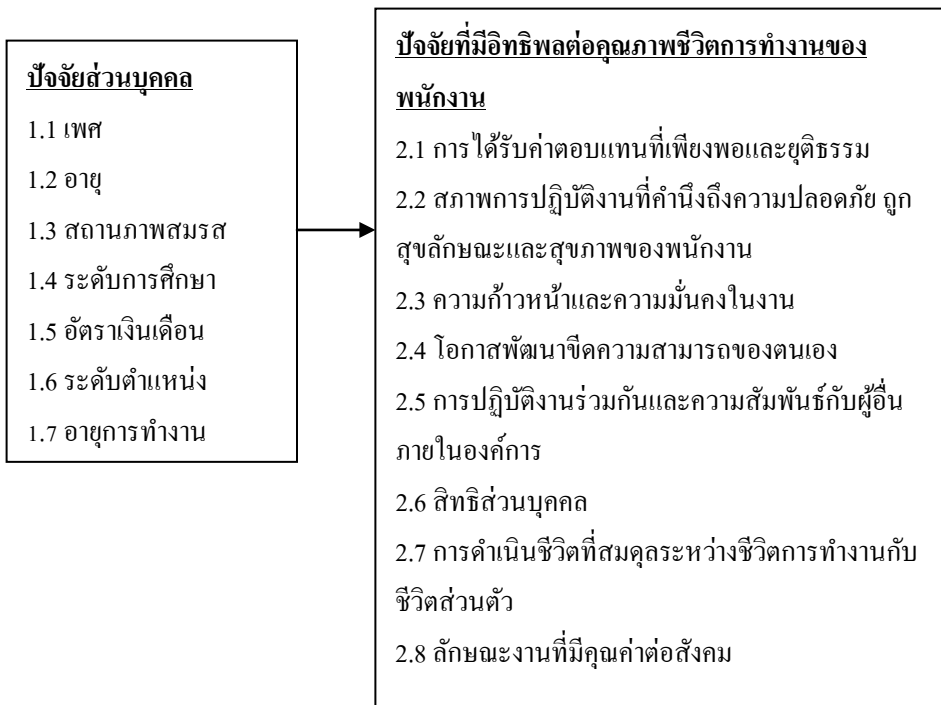 ปัจจัยส่วนบุคคล
1.1 เพศ
1.2 อายุ
1.3 สถานภาพสมรส
1.4 ระดับการศึกษา
1.5 อัตราเงินเดือน
1.6 ระดับตำแหน่ง
1.7 อายุการทำงาน
ปัจจัยที่มีอิทธิพลต่อคุณภาพชีวิตการทำงานของ
พนักงาน
2.1 การได้รับค่าตอบแทนที่เพียงพอและยุติธรรม
2.2 สภาพการปฏิบัติงานที่คำนึงถึงความปลอดภัย ถูก
สุขลักษณะและสุขภาพของพนักงาน
2.3 ความก้าวหน้าและความมั่นคงในงาน
2.4 โอกาสพัฒนาขีดความสามารถของตนเอง
2.5 การปฏิบัติงานร่วมกันและความสัมพันธ์กับผู้อื่น
ภายในองค์การ
2.6 สิทธิส่วนบุคคล
2.7 การดำเนินชีวิตที่สมดุลระหว่างชีวิตการทำงานกับ
ชีวิตส่วนตัว
2.8 ลักษณะงานที่มีคุณค่าต่อสังคม